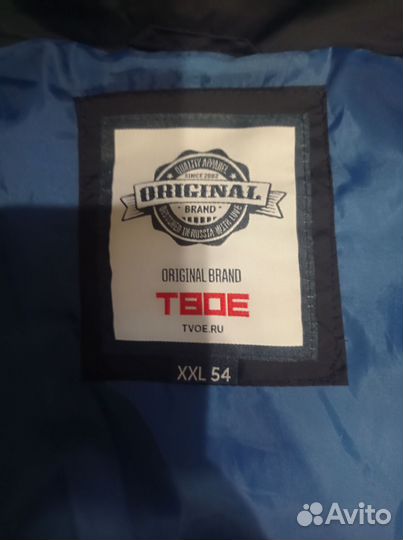 QUALITY APPAREL
SINCE 2002
ORIGINAL
BRAND
DESIGNED IN RUSSIA WITH LOVE
ORIGINAL BRAND
ТВОЕ
TVOE.RU
XXL 54
Avito